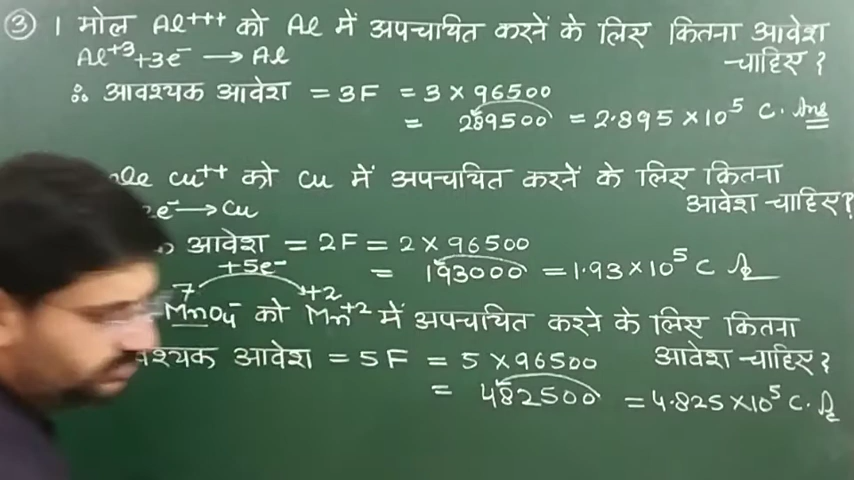 ③ 1 मोल Al+++ को Al में अपचायित करनें के लिए कितना आवेश
चाहिए?
Al+3 + 3e- → Al
∴ आवश्यक आवेश = 3F = 3 × 96500
= 289500 = 2.895 × 10^5 C. Ans
Cu++ को Cu में अपचयित करनें के लिए कितना
आवेश चाहिए?
e- → Cu
आवेश = 2F = 2 × 96500
= 193000 = 1.93 × 10^5 C
+5e-
7 +2
MnO4- को Mn+2 में अपचयित करने के लिए कितना
आवेश चाहिए?
आवेश = 5F = 5 × 96500
= 482500 = 4.825 × 10^5 C.